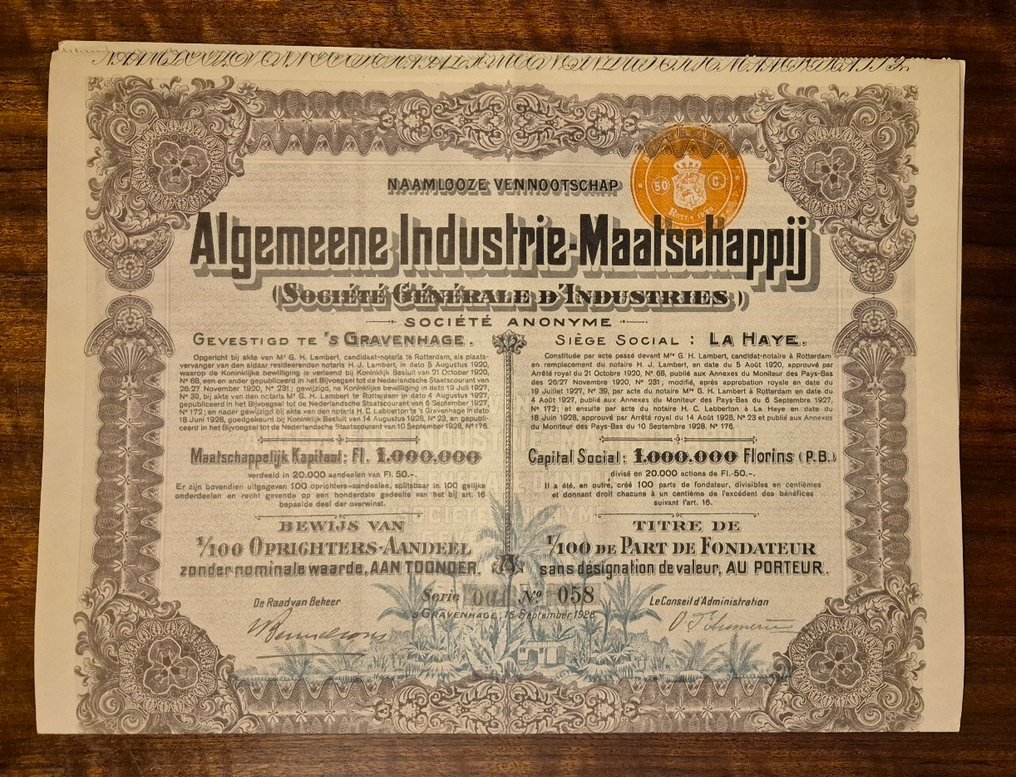 NAAMLOOZE VENNOOTSCHAP
50 G.
Algemeene Industrie-Maatschappij
(SOCIÉTÉ GÉNÉRALE D'INDUSTRIES)
SOCIÉTÉ ANONYME
GEVESTIGD TE 'S GRAVENHAGE.
Opgericht bij akte van Mr G. H. Lambert, candidaat-notaris te Rotterdam, als plaats-
vervanger van den aldaar resideerenden notaris H. J. Lambert, in dato 5 Augustus 1920,
waarop de Koninklijke bewilliging is verleend bij Koninklijk Besluit van 21 October 1920,
No 68, en en ander gepubliceerd in het Bijvoegsel tot de Nederlandsche Staatscourant van
26/27 November 1920, No 231; gewijzigd, na Koninklijke bewilliging in dato 19 Juli 1927,
No 39, bij akte van den notaris Mr G. H. Lambert te Rotterdam in dato 4 Augustus 1927,
gepubliceerd in het Bijvoegsel tot de Nederlandsche Staatscourant van 6 September 1927,
No 172; en nader gewijzigd bij akte van den notaris H. C. Labberton te 's Gravenhage in dato
18 Juni 1928, goedgekeurd bij Koninklijk Besluit van 14 Augustus 1928, No 23, en gepubli-
ceerd in het Bijvoegsel tot de Nederlandsche Staatscourant van 10 September 1928, No 176.
Maatschappelijk Kapitaal: Fl. 1.000.000
verdeeld in 20.000 aandeelen van Fl. 50.-.
Er zijn bovendien uitgegeven 100 oprichters-aandeelen, splitsbaar in 100 gelijke
onderdeelen en recht gevende op een honderdste gedeelte van het bij art. 16
bepaalde deel der overwinst.
BEWIJS VAN
1/100 OPRICHTERS-AANDEEL
zonder nominale waarde, AAN TOONDER.
SIÈGE SOCIAL: LA HAYE.
Constituée par acte passé devant Mtre G. H. Lambert, candidat-notaire à Rotterdam
en remplacement du notaire H. J. Lambert, en date du 5 Août 1920, approuvé par
Arrêté royal du 21 Octobre 1920, No 68, publié aux Annexes du Moniteur des Pays-Bas
des 26/27 Novembre 1920, No 231; modifié, après approbation royale en date du
19 Juillet 1927, No 39, par acte du notaire Mtre G. H. Lambert à Rotterdam en date du
4 Août 1927, publié aux Annexes du Moniteur des Pays-Bas du 6 Septembre 1927,
No 172; et ensuite par acte du notaire H. C. Labberton à La Haye en date du
18 Juin 1928, approuvé par Arrêté royal du 14 Août 1928, No 23 et publié aux Annexes
du Moniteur des Pays-Bas du 10 Septembre 1928, No 176.
Capital Social: 1.000.000 Florins (P.B.)
divisé en 20.000 actions de Fl. 50.-.
Il a été, en outre, créé 100 parts de fondateur, divisibles en centièmes
et donnant droit chacune à un centième de l'excédent des bénéfices
suivant l'art. 16.
TITRE DE
1/100 DE PART DE FONDATEUR
sans désignation de valeur, AU PORTEUR.
Serie 001 No 058
'S GRAVENHAGE, 15 September 1928
De Raad van Beheer
Le Conseil d'Administration